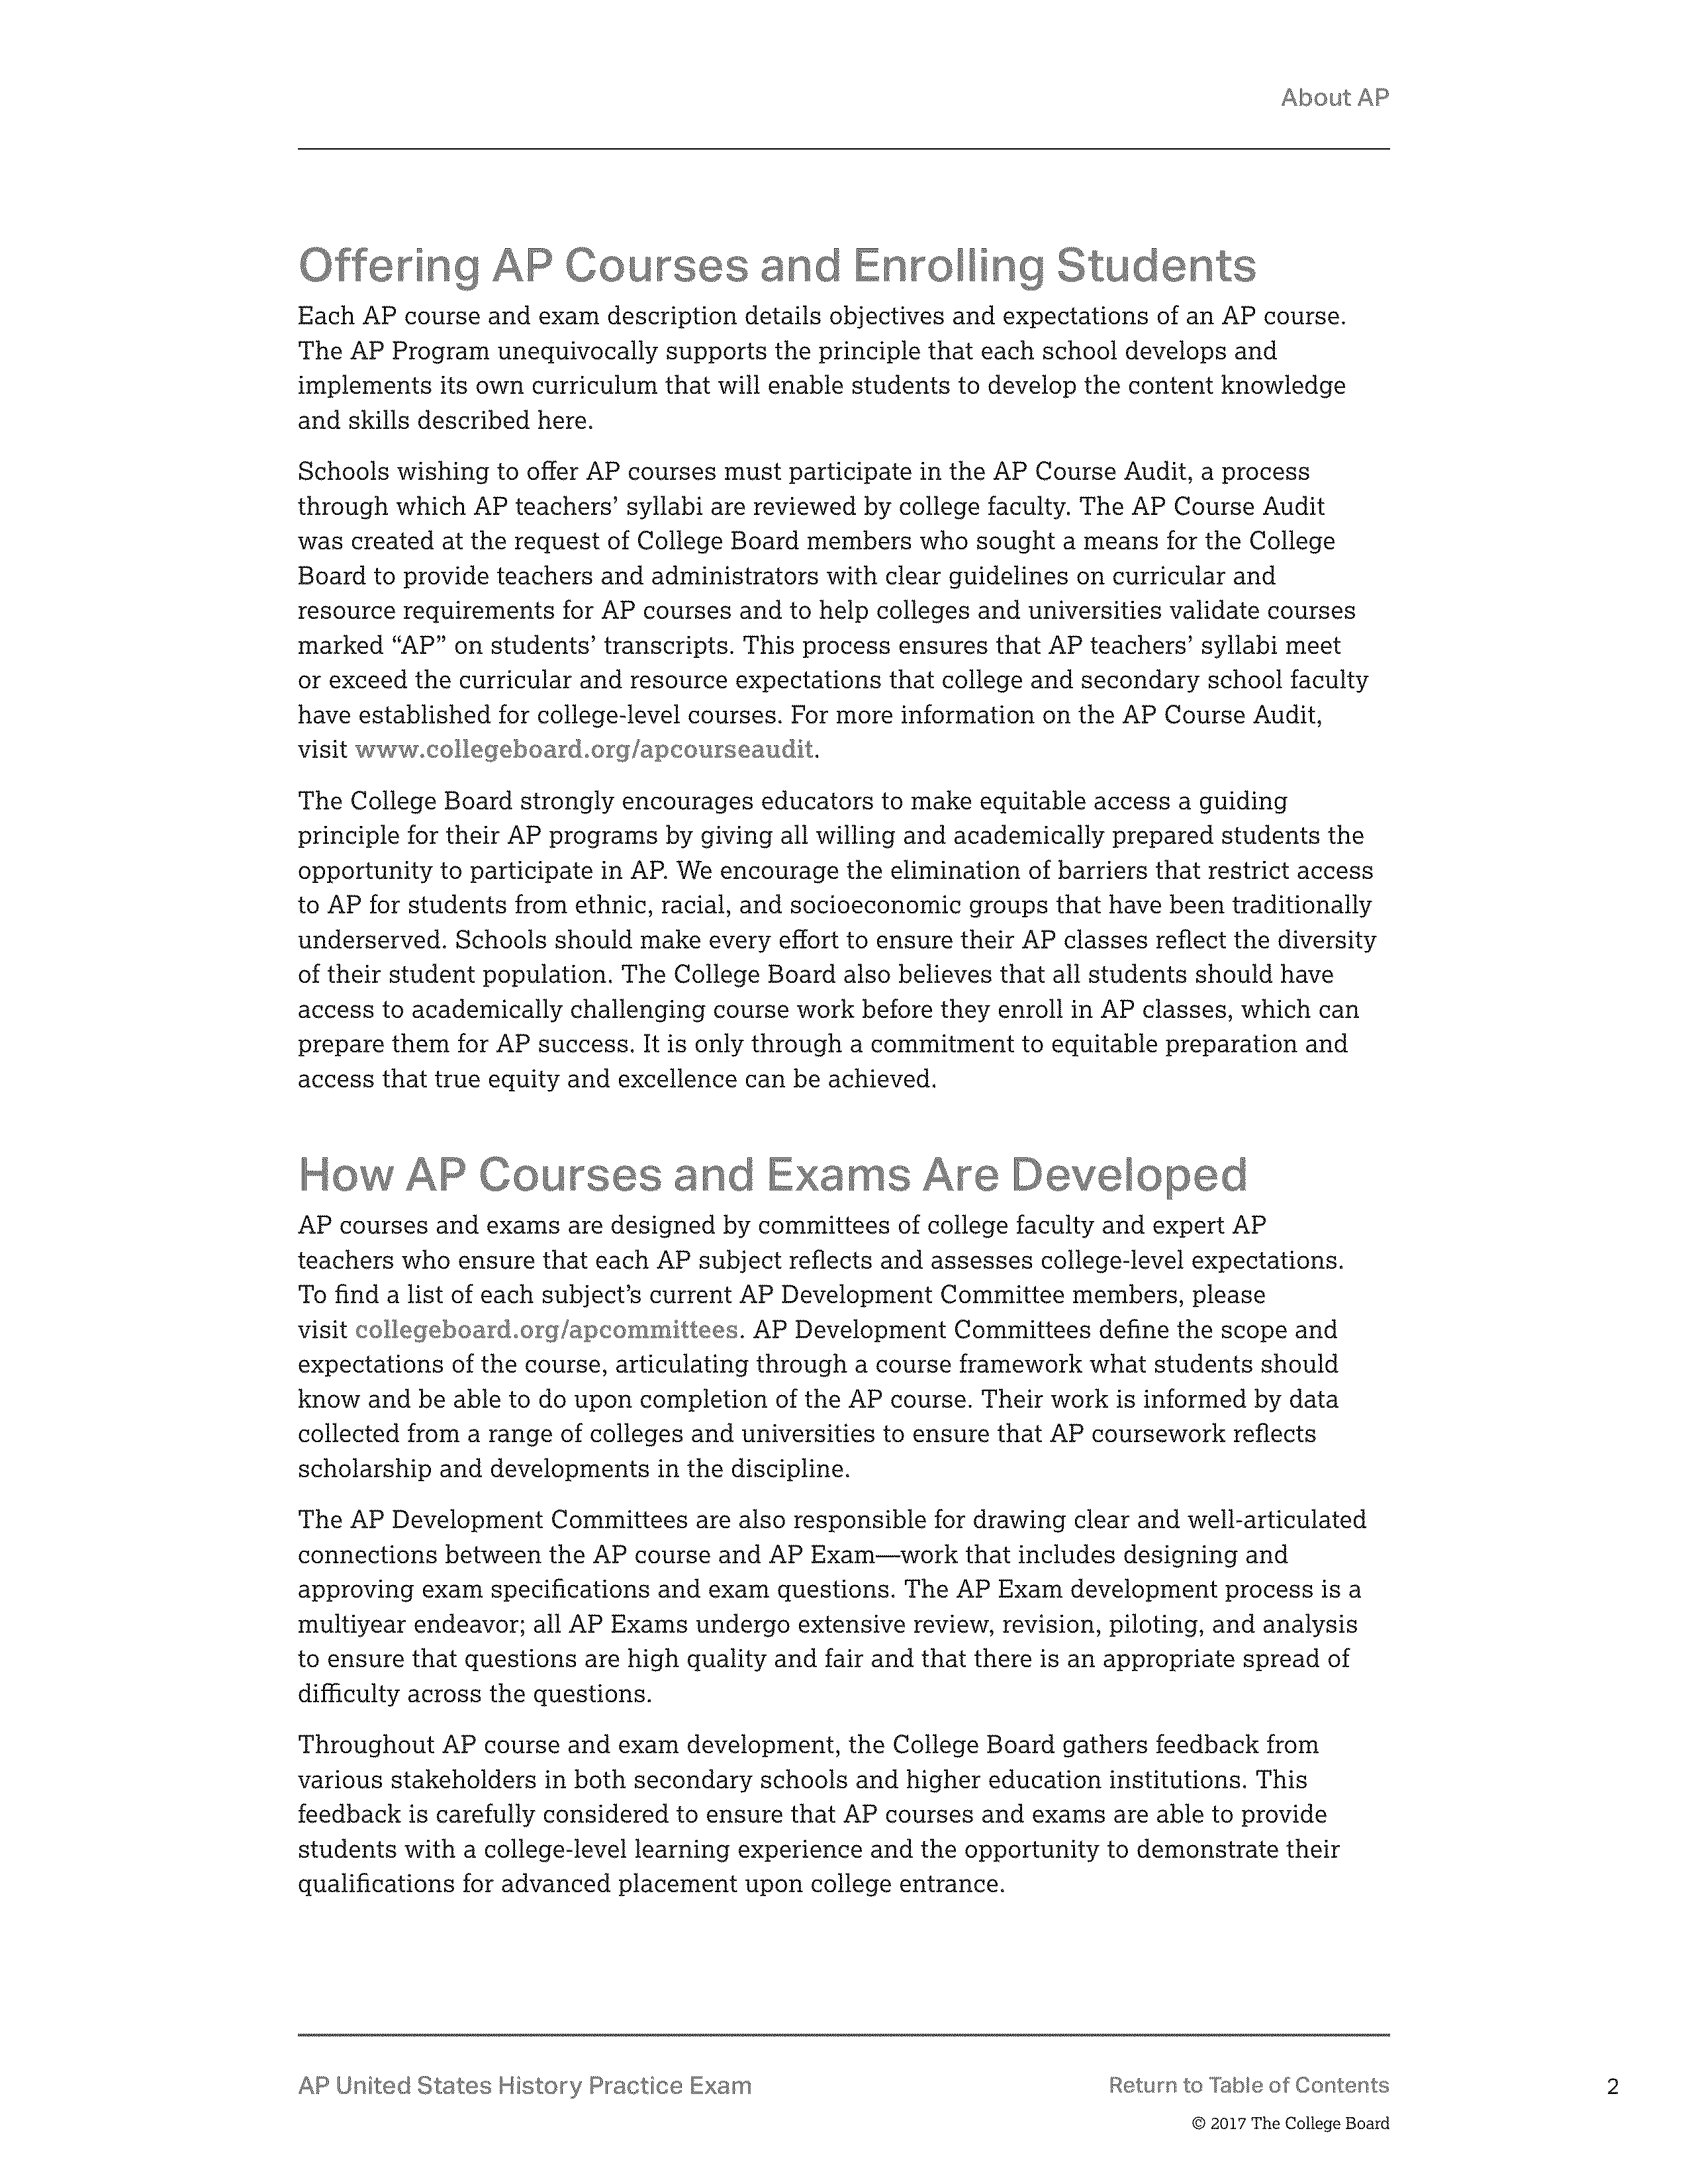 About AP
Offering AP Courses and Enrolling Students
Each AP course and exam description details objectives and expectations of an AP course.
The AP Program unequivocally supports the principle that each school develops and
implements its own curriculum that will enable students to develop the content knowledge
and skills described here.
Schools wishing to offer AP courses must participate in the AP Course Audit, a process
through which AP teachers’ syllabi are reviewed by college faculty. The AP Course Audit
was created at the request of College Board members who sought a means for the College
Board to provide teachers and administrators with clear guidelines on curricular and
resource requirements for AP courses and to help colleges and universities validate courses
marked “AP” on students’ transcripts. This process ensures that AP teachers’ syllabi meet
or exceed the curricular and resource expectations that college and secondary school faculty
have established for college-level courses. For more information on the AP Course Audit,
visit www.collegeboard.org/apcourseaudit.
The College Board strongly encourages educators to make equitable access a guiding
principle for their AP programs by giving all willing and academically prepared students the
opportunity to participate in AP. We encourage the elimination of barriers that restrict access
to AP for students from ethnic, racial, and socioeconomic groups that have been traditionally
underserved. Schools should make every effort to ensure their AP classes reflect the diversity
of their student population. The College Board also believes that all students should have
access to academically challenging course work before they enroll in AP classes, which can
prepare them for AP success. It is only through a commitment to equitable preparation and
access that true equity and excellence can be achieved.
How AP Courses and Exams Are Developed
AP courses and exams are designed by committees of college faculty and expert AP
teachers who ensure that each AP subject reflects and assesses college-level expectations.
To find a list of each subject’s current AP Development Committee members, please
visit collegeboard.org/apcommittees. AP Development Committees define the scope and
expectations of the course, articulating through a course framework what students should
know and be able to do upon completion of the AP course. Their work is informed by data
collected from a range of colleges and universities to ensure that AP coursework reflects
scholarship and developments in the discipline.
The AP Development Committees are also responsible for drawing clear and well-articulated
connections between the AP course and AP Exam—work that includes designing and
approving exam specifications and exam questions. The AP Exam development process is a
multiyear endeavor; all AP Exams undergo extensive review, revision, piloting, and analysis
to ensure that questions are high quality and fair and that there is an appropriate spread of
difficulty across the questions.
Throughout AP course and exam development, the College Board gathers feedback from
various stakeholders in both secondary schools and higher education institutions. This
feedback is carefully considered to ensure that AP courses and exams are able to provide
students with a college-level learning experience and the opportunity to demonstrate their
qualifications for advanced placement upon college entrance.
AP United States History Practice Exam
Return to Table of Contents
2
© 2017 The College Board